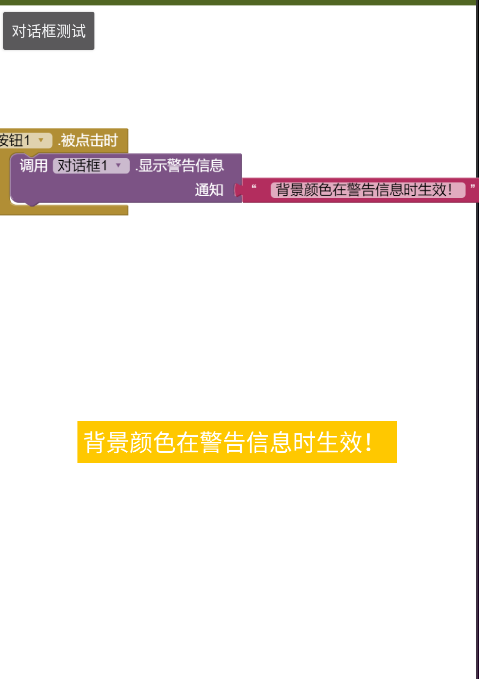 对话框测试
按钮1 .被点击时
调用 对话框1 .显示警告信息
通知 “ 背景颜色在警告信息时生效！ ”
背景颜色在警告信息时生效！